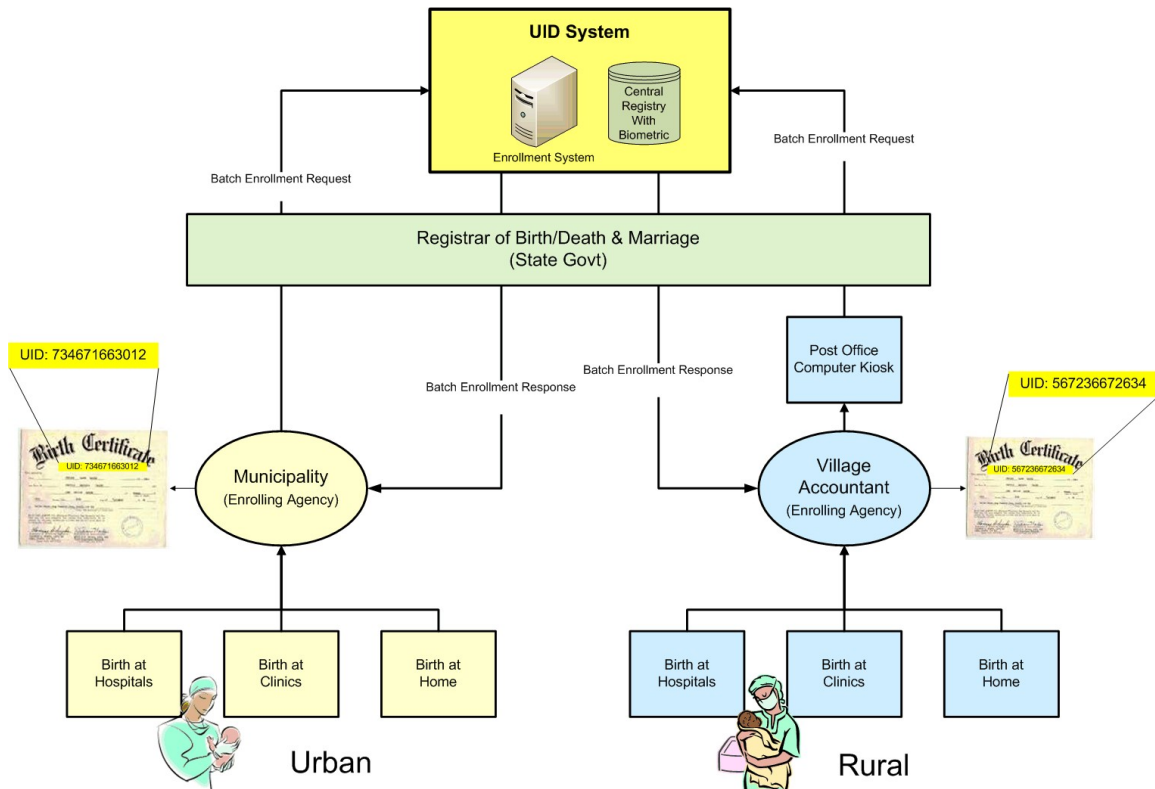 UID System
Central
Registry
With
Biometric
Enrollment System
Batch Enrollment Request
Batch Enrollment Request
Registrar of Birth/Death & Marriage
(State Govt)
UID: 734671663012
Batch Enrollment Response
Batch Enrollment Response
Post Office
Computer Kiosk
UID: 567236672634
Birth Certificate
UID: 734671663012
Municipality
(Enrolling Agency)
Village
Accountant
(Enrolling Agency)
Birth Certificate
UID: 567236672634
Birth at
Hospitals
Birth at
Clinics
Birth at
Home
Birth at
Hospitals
Birth at
Clinics
Birth at
Home
Urban
Rural